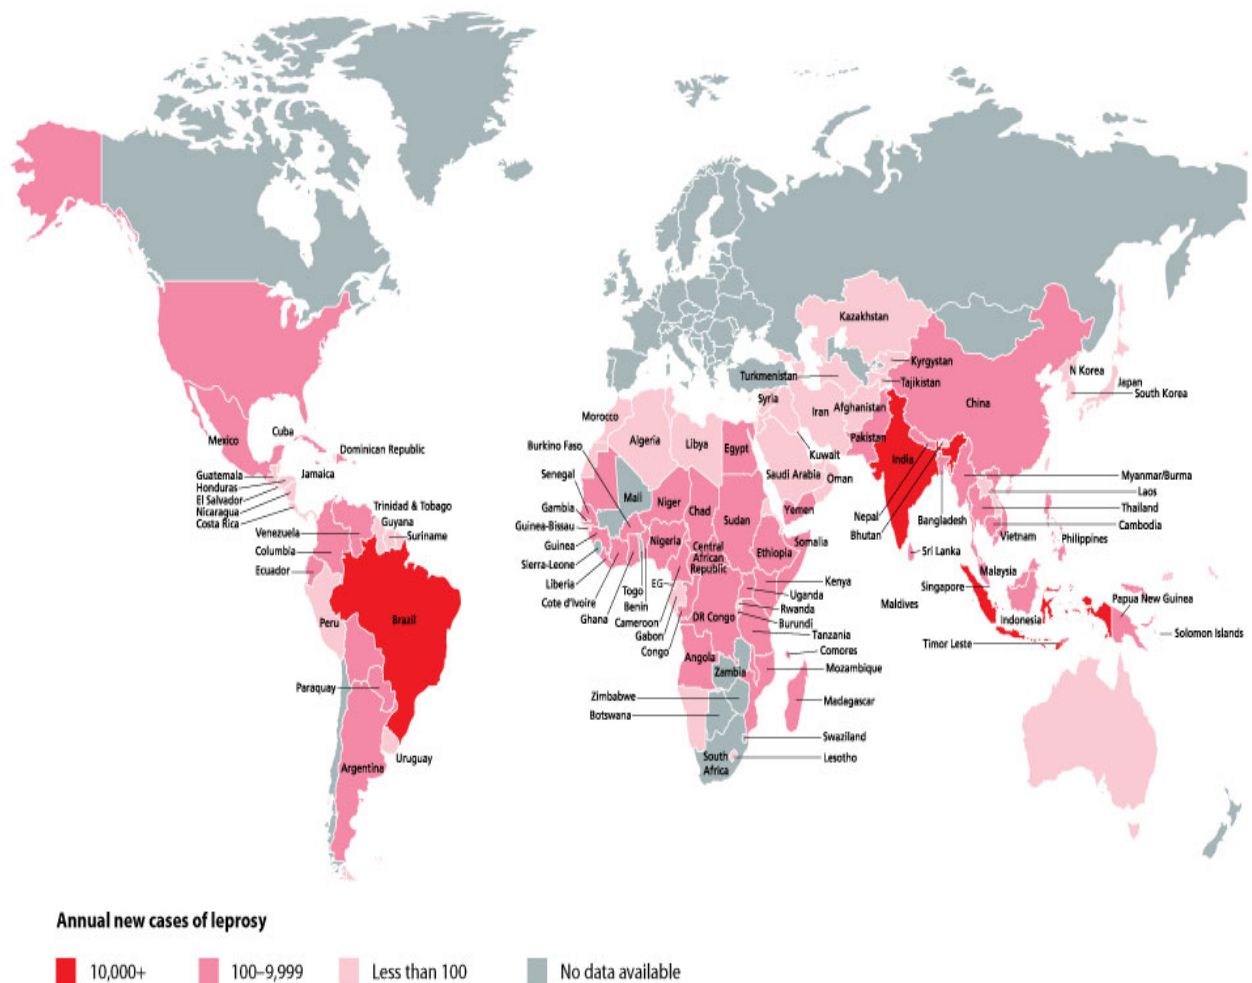 Kazakhstan
Kyrgystan
Turkmenistan
Tajikistan
N Korea
Japan
South Korea
Syria
Iran
Afghanistan
China
Morocco
Mexico
Cuba
Dominican Republic
Burkino Faso
Algeria
Libya
Egypt
Pakistan
Kuwait
India
Guatemala
Jamaica
Honduras
El Salvador
Nicaragua
Costa Rica
Senegal
Saudi Arabia
Oman
Myanmar/Burma
Laos
Mali
Niger
Chad
Sudan
Yemen
Gambia
Guinea-Bissau
Trinidad & Tobago
Guyana
Suriname
Venezuela
Columbia
Ecuador
Nepal
Bhutan
Bangladesh
Thailand
Cambodia
Vietnam
Philippines
Guinea
Sierra-Leone
Liberia
Cote d'Ivoire
Ghana
Togo
Benin
Nigeria
Central
African
Republic
Ethiopia
Somalia
Sri Lanka
Malaysia
Singapore
Maldives
EG
Cameroon
Gabon
Congo
DR Congo
Kenya
Uganda
Rwanda
Burundi
Tanzania
Papua New Guinea
Indonesia
Solomon Islands
Timor Leste
Peru
Brazil
Comores
Angola
Zambia
Mozambique
Paraguay
Zimbabwe
Botswana
Madagascar
Swaziland
Lesotho
South
Africa
Uruguay
Argentina
Annual new cases of leprosy
10,000+ 100–9,999 Less than 100 No data available